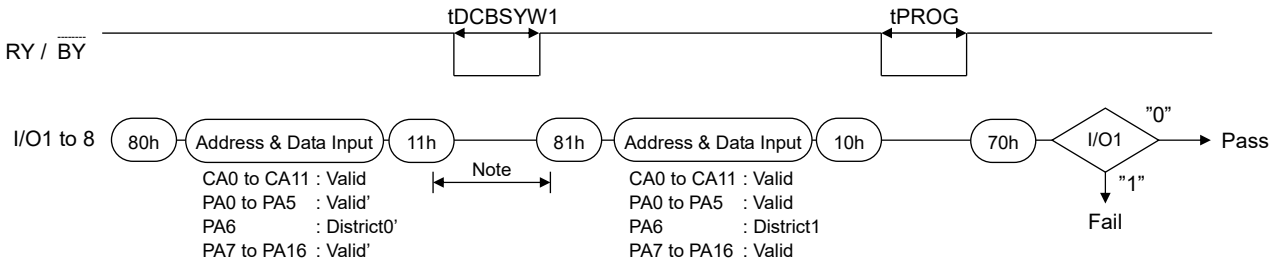 tDCBSYW1
tPROG
RY / BY
I/O1 to 8
80h
Address & Data Input
11h
81h
Address & Data Input
10h
70h
I/O1
”0”
Pass
”1”
Fail
Note
CA0 to CA11 : Valid
PA0 to PA5 : Valid’
PA6 : District0’
PA7 to PA16 : Valid’
CA0 to CA11 : Valid
PA0 to PA5 : Valid
PA6 : District1
PA7 to PA16 : Valid